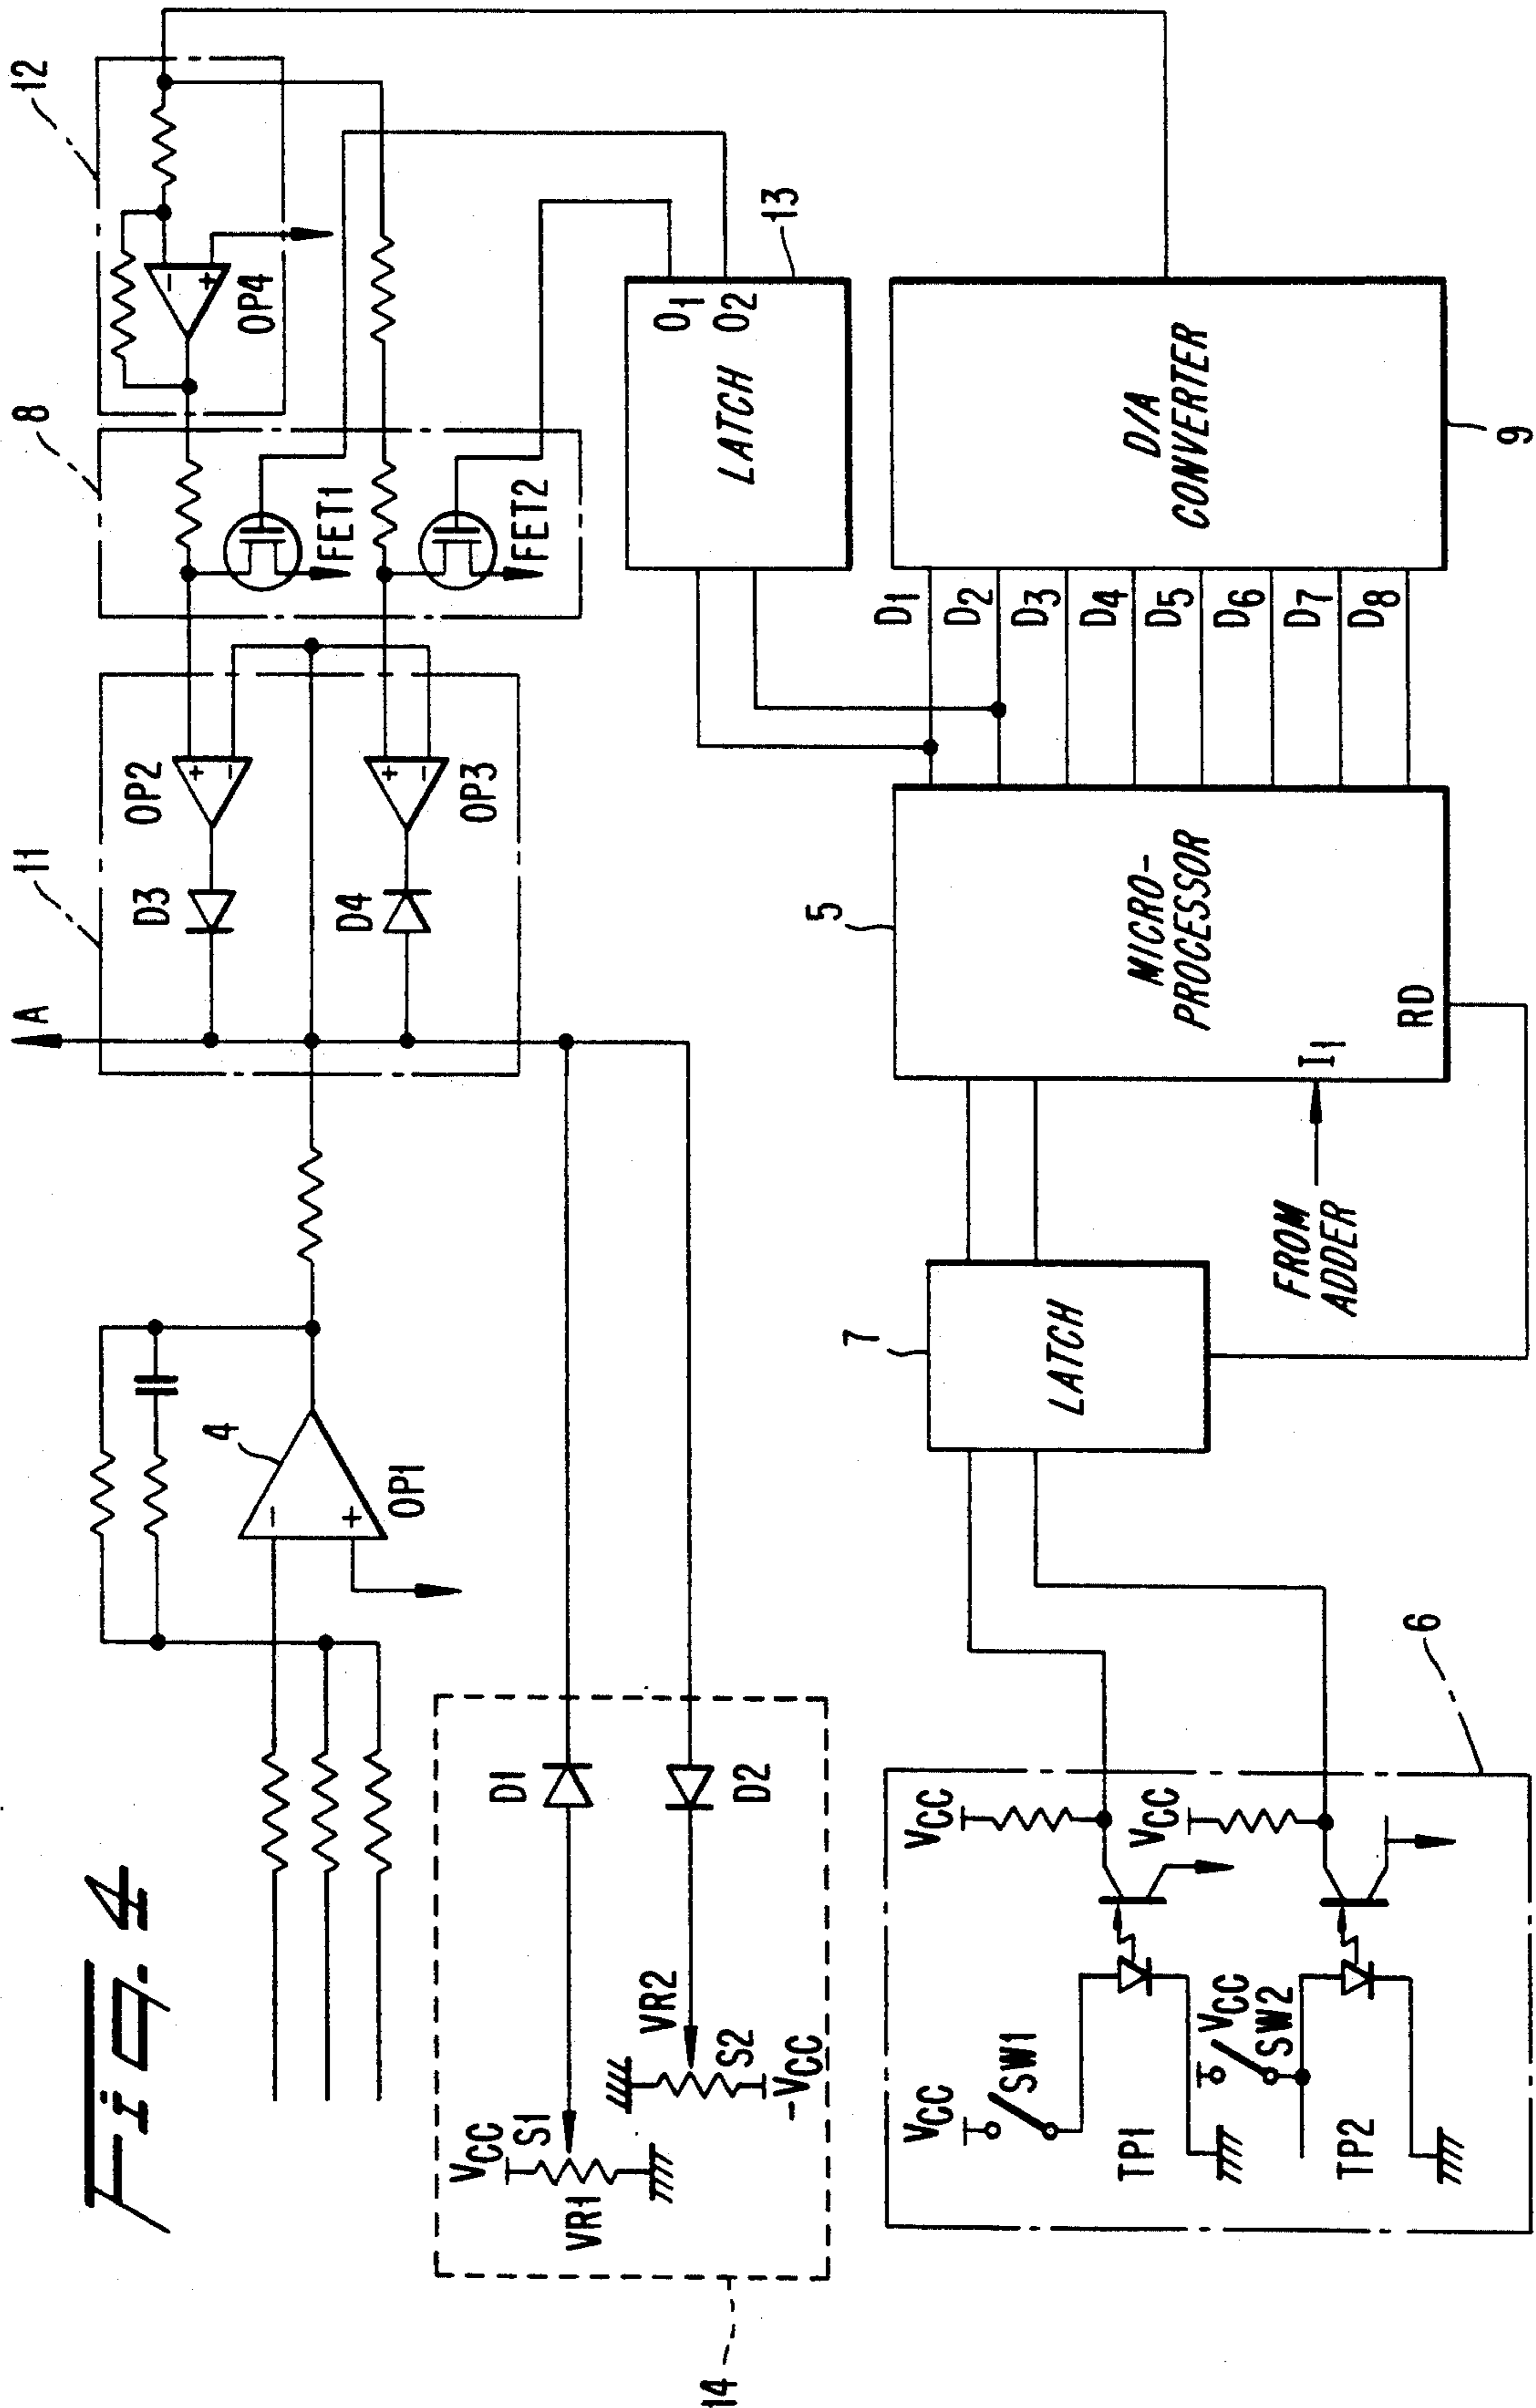 Fig. 4
12
8
11
A
OP4
FET1
FET2
OP2
D3
OP3
D4
4
OP1
-
+
13
LATCH
O1
O2
D/A
CONVERTER
9
D1
D2
D3
D4
D5
D6
D7
D8
5
MICRO-
PROCESSOR
I1
RD
FROM
ADDER
7
LATCH
14
D1
D2
VCC
S1
VR1
VR2
S2
-VCC
6
VCC
VCC
VCC
SW1
TP1
VCC
SW2
TP2